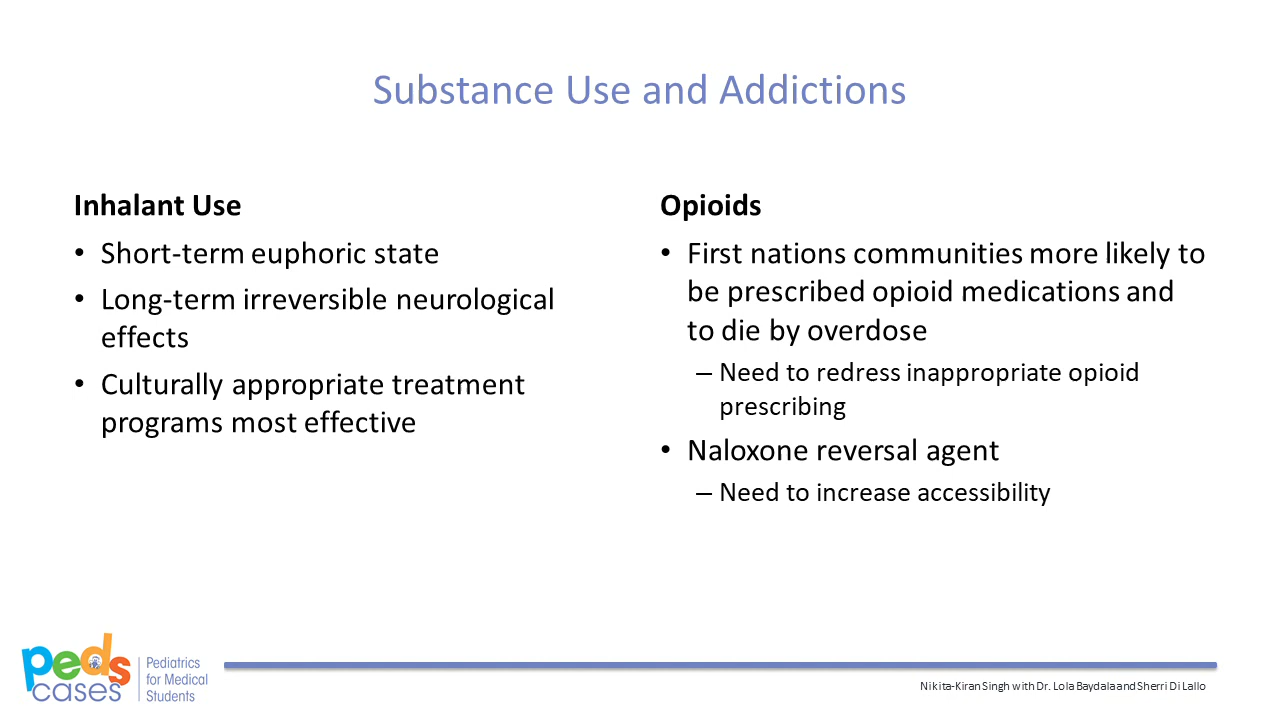 Substance Use and Addictions
Inhalant Use
• Short-term euphoric state
• Long-term irreversible neurological
effects
• Culturally appropriate treatment
programs most effective
Opioids
• First nations communities more likely to
be prescribed opioid medications and
to die by overdose
– Need to redress inappropriate opioid
prescribing
• Naloxone reversal agent
– Need to increase accessibility
peds
cases
Pediatrics
for Medical
Students
Nikita-Kiran Singh with Dr. Lola Baydala and Sherri Di Lallo